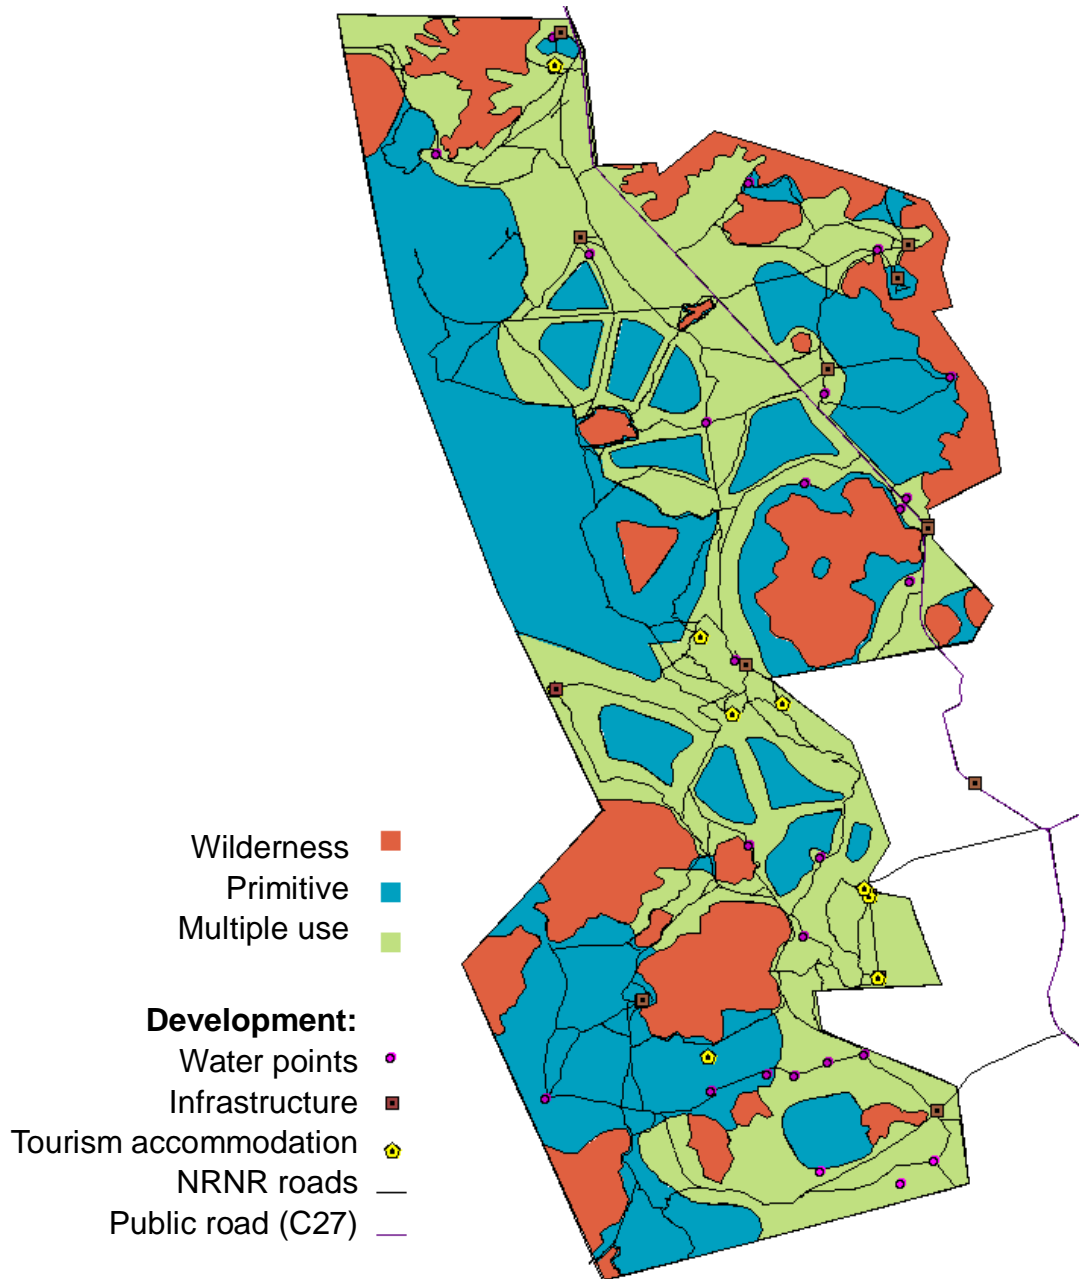 Wilderness
Primitive
Multiple use
Development:
Water points
Infrastructure
Tourism accommodation
NRNR roads
Public road (C27)